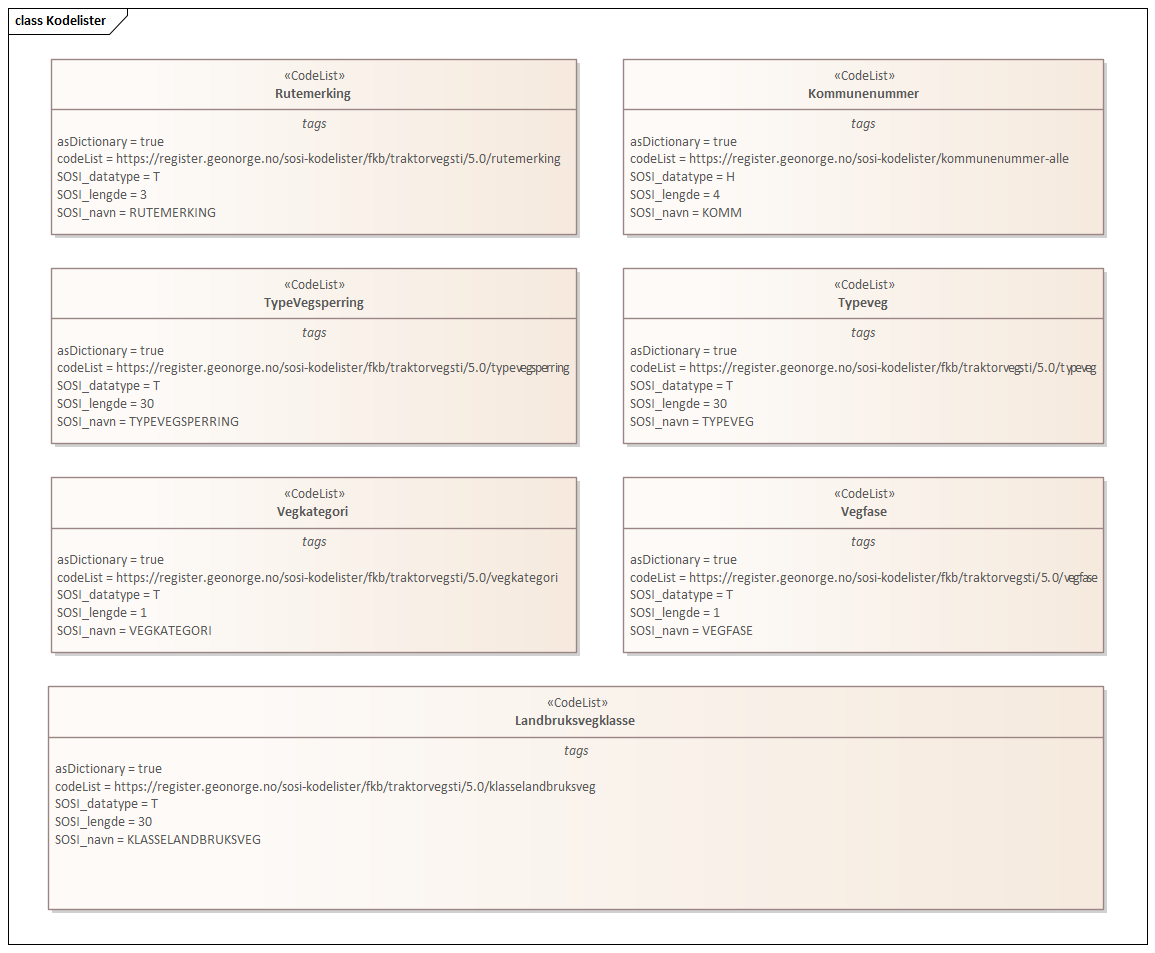 class Kodelister
«CodeList»
Rutemerking
tags
asDictionary = true
codeList = https://register.geonorge.no/sosi-kodelister/fkb/traktorvegsti/5.0/rutemerking
SOSI_datatype = T
SOSI_lengde = 3
SOSI_navn = RUTEMERKING
«CodeList»
Kommunenummer
tags
asDictionary = true
codeList = https://register.geonorge.no/sosi-kodelister/kommunenummer-alle
SOSI_datatype = H
SOSI_lengde = 4
SOSI_navn = KOMM
«CodeList»
TypeVegsperring
tags
asDictionary = true
codeList = https://register.geonorge.no/sosi-kodelister/fkb/traktorvegsti/5.0/typevegsperring
SOSI_datatype = T
SOSI_lengde = 30
SOSI_navn = TYPEVEGSPERRING
«CodeList»
Typeveg
tags
asDictionary = true
codeList = https://register.geonorge.no/sosi-kodelister/fkb/traktorvegsti/5.0/typeveg
SOSI_datatype = T
SOSI_lengde = 30
SOSI_navn = TYPEVEG
«CodeList»
Vegkategori
tags
asDictionary = true
codeList = https://register.geonorge.no/sosi-kodelister/fkb/traktorvegsti/5.0/vegkategori
SOSI_datatype = T
SOSI_lengde = 1
SOSI_navn = VEGKATEGORI
«CodeList»
Vegfase
tags
asDictionary = true
codeList = https://register.geonorge.no/sosi-kodelister/fkb/traktorvegsti/5.0/vegfase
SOSI_datatype = T
SOSI_lengde = 1
SOSI_navn = VEGFASE
«CodeList»
Landbruksvegklasse
tags
asDictionary = true
codeList = https://register.geonorge.no/sosi-kodelister/fkb/traktorvegsti/5.0/klasselandbruksveg
SOSI_datatype = T
SOSI_lengde = 30
SOSI_navn = KLASSELANDBRUKSVEG